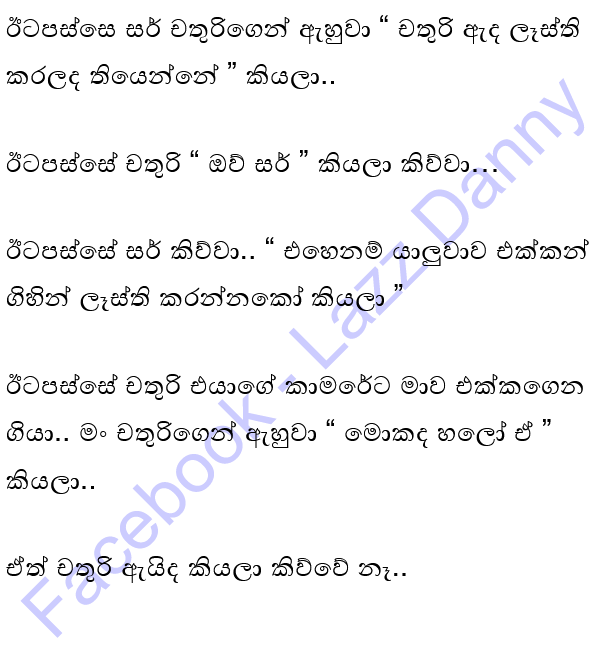 ඊටපස්සෙ සර් චතුරිගෙන් ඇහුවා “ චතුරි ඇද ලෑස්ති
කරලද තියෙන්නේ ” කියලා..
ඊටපස්සේ චතුරි “ ඔව් සර් ” කියලා කිව්වා...
ඊටපස්සේ සර් කිව්වා.. “ එහෙනම් යාලුවාව එක්කන්
ගිහින් ලෑස්ති කරන්නකෝ කියලා ”
ඊටපස්සේ චතුරි එයාගේ කාමරේට මාව එක්කගෙන
ගියා.. මං චතුරිගෙන් ඇහුවා “ මොකද හලෝ ඒ ”
කියලා..
ඒත් චතුරි ඇයිද කියලා කිව්වේ නෑ..
Facebook - Lazz Danny